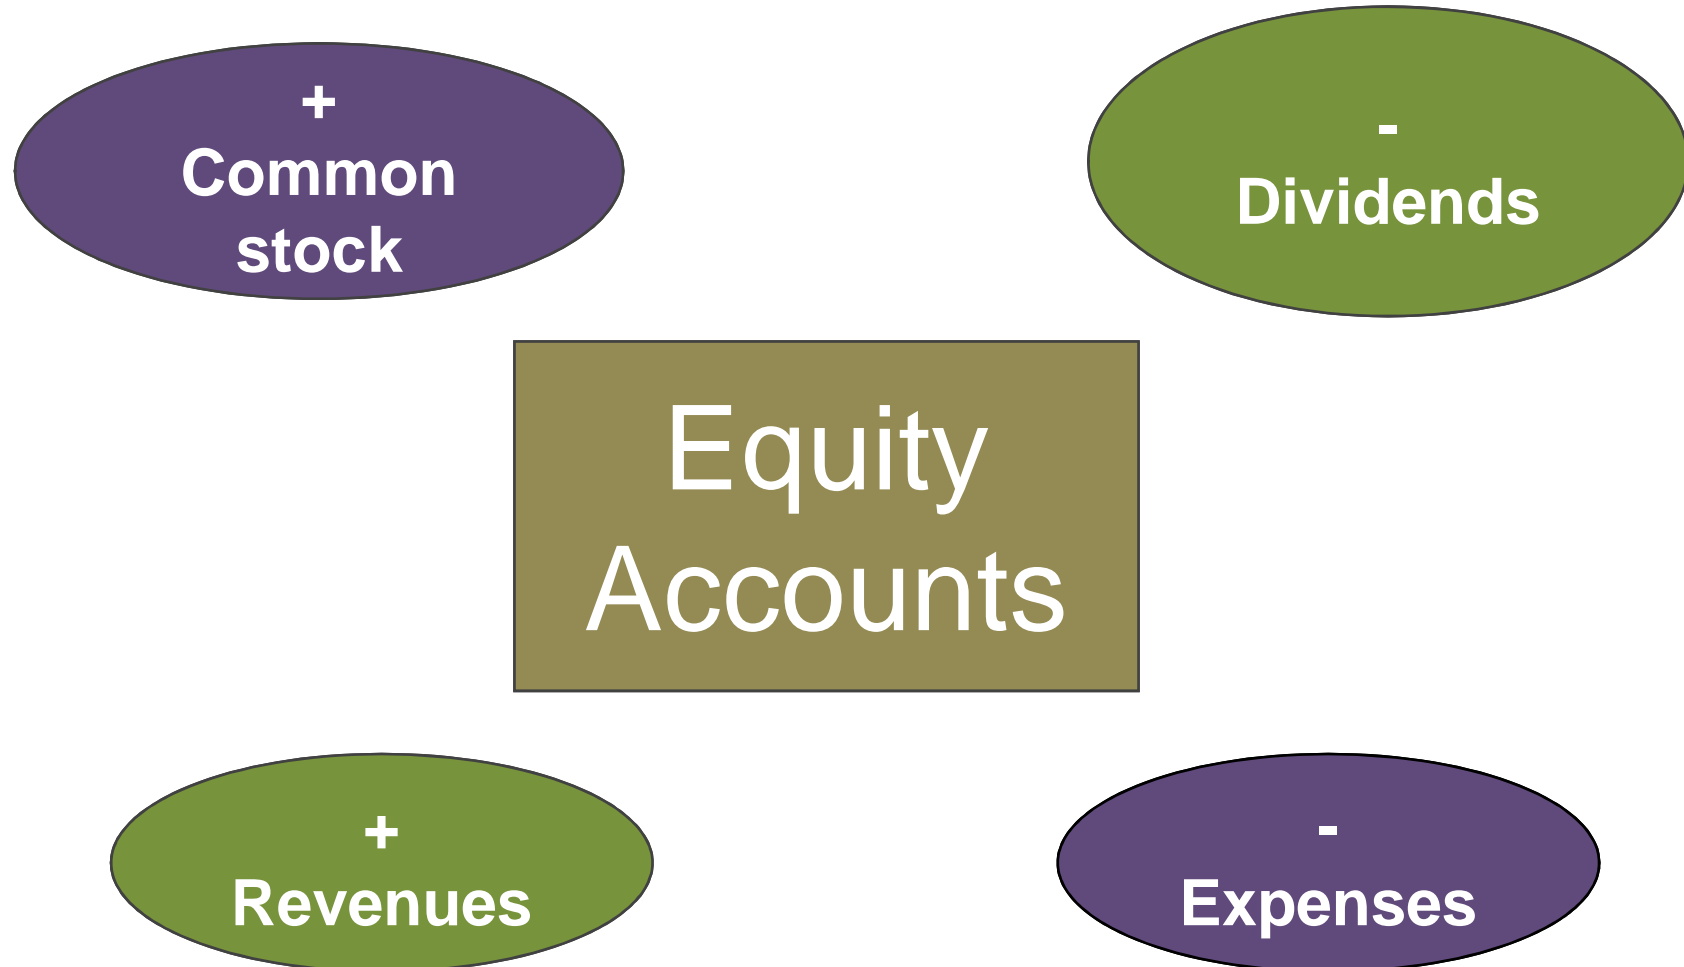 +
Common
stock
-
Dividends
Equity
Accounts
+
Revenues
-
Expenses